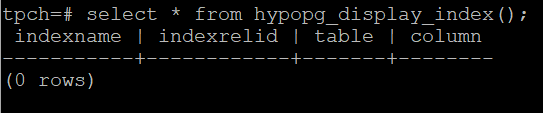 tpch=# select * from hypopg_display_index();
 indexname | indexrelid | table | column
-----------+------------+-------+--------
(0 rows)